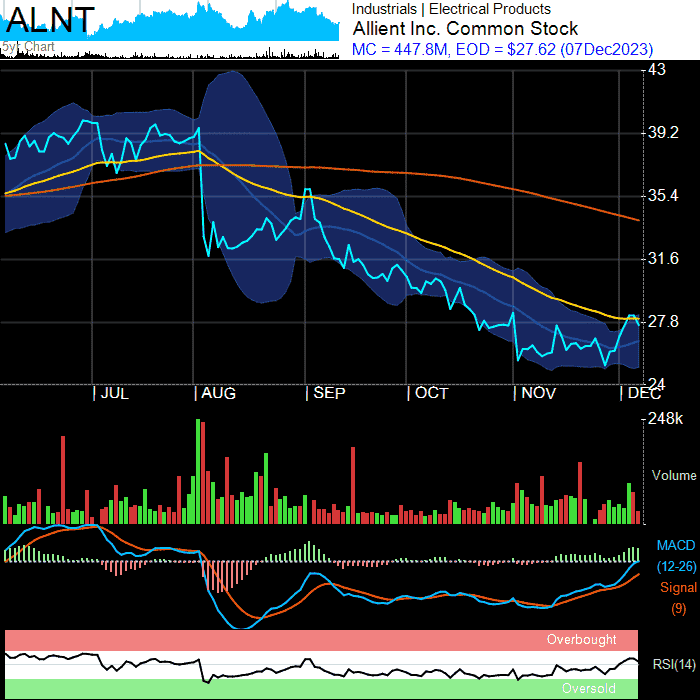 ALNT
5yr Chart
Industrials | Electrical Products
Allient Inc. Common Stock
MC = 447.8M, EOD = $27.62 (07Dec2023)
43
39.2
35.4
31.6
27.8
24
JUL AUG SEP OCT NOV DEC
248k
Volume
MACD
(12-26)
Signal
(9)
Overbought
RSI(14)
Oversold